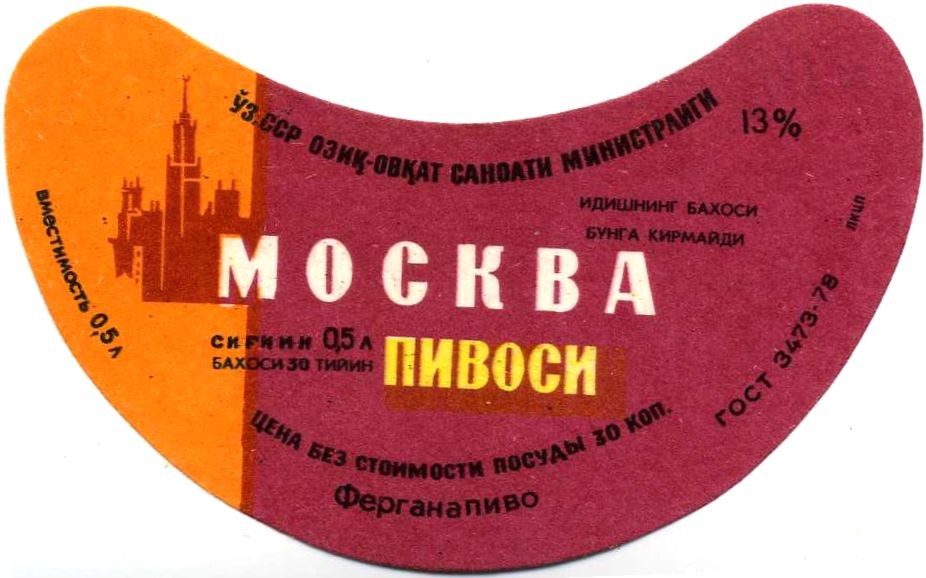 ЎЗ.ССР ОЗИҚ-ОВҚАТ САНОАТИ МИНИСТРЛИГИ
13%
ИДИШНИНГ БАХОСИ
БУНГА КИРМАЙДИ
ЛКЦП
вместимость 0,5 л
МОСКВА
СИҒИМИ 0,5 л
БАХОСИ 30 ТИЙИН
ПИВОСИ
ГОСТ 3473-78
ЦЕНА БЕЗ СТОИМОСТИ ПОСУДЫ 30 КОП.
Ферганапиво